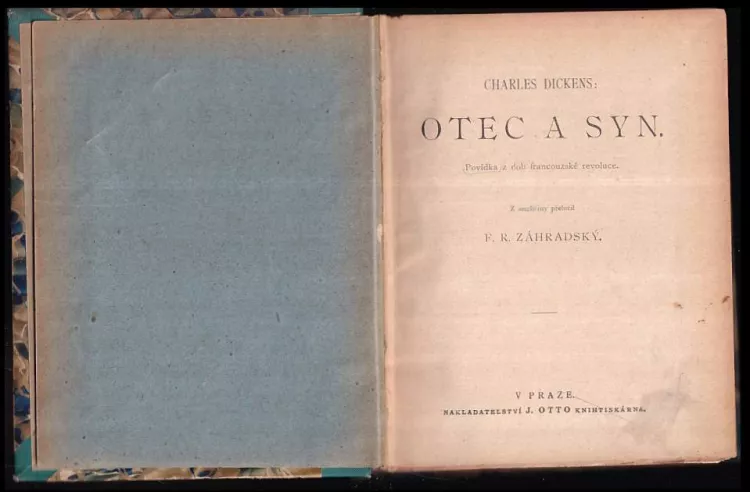 CHARLES DICKENS:
OTEC A SYN.
Povídka z dob francouzské revoluce.
Z angličiny přeložil
F. R. ZÁHRADSKÝ.
V PRAZE.
NAKLADATELSTVÍ J. OTTO KNIHTISKÁRNA.